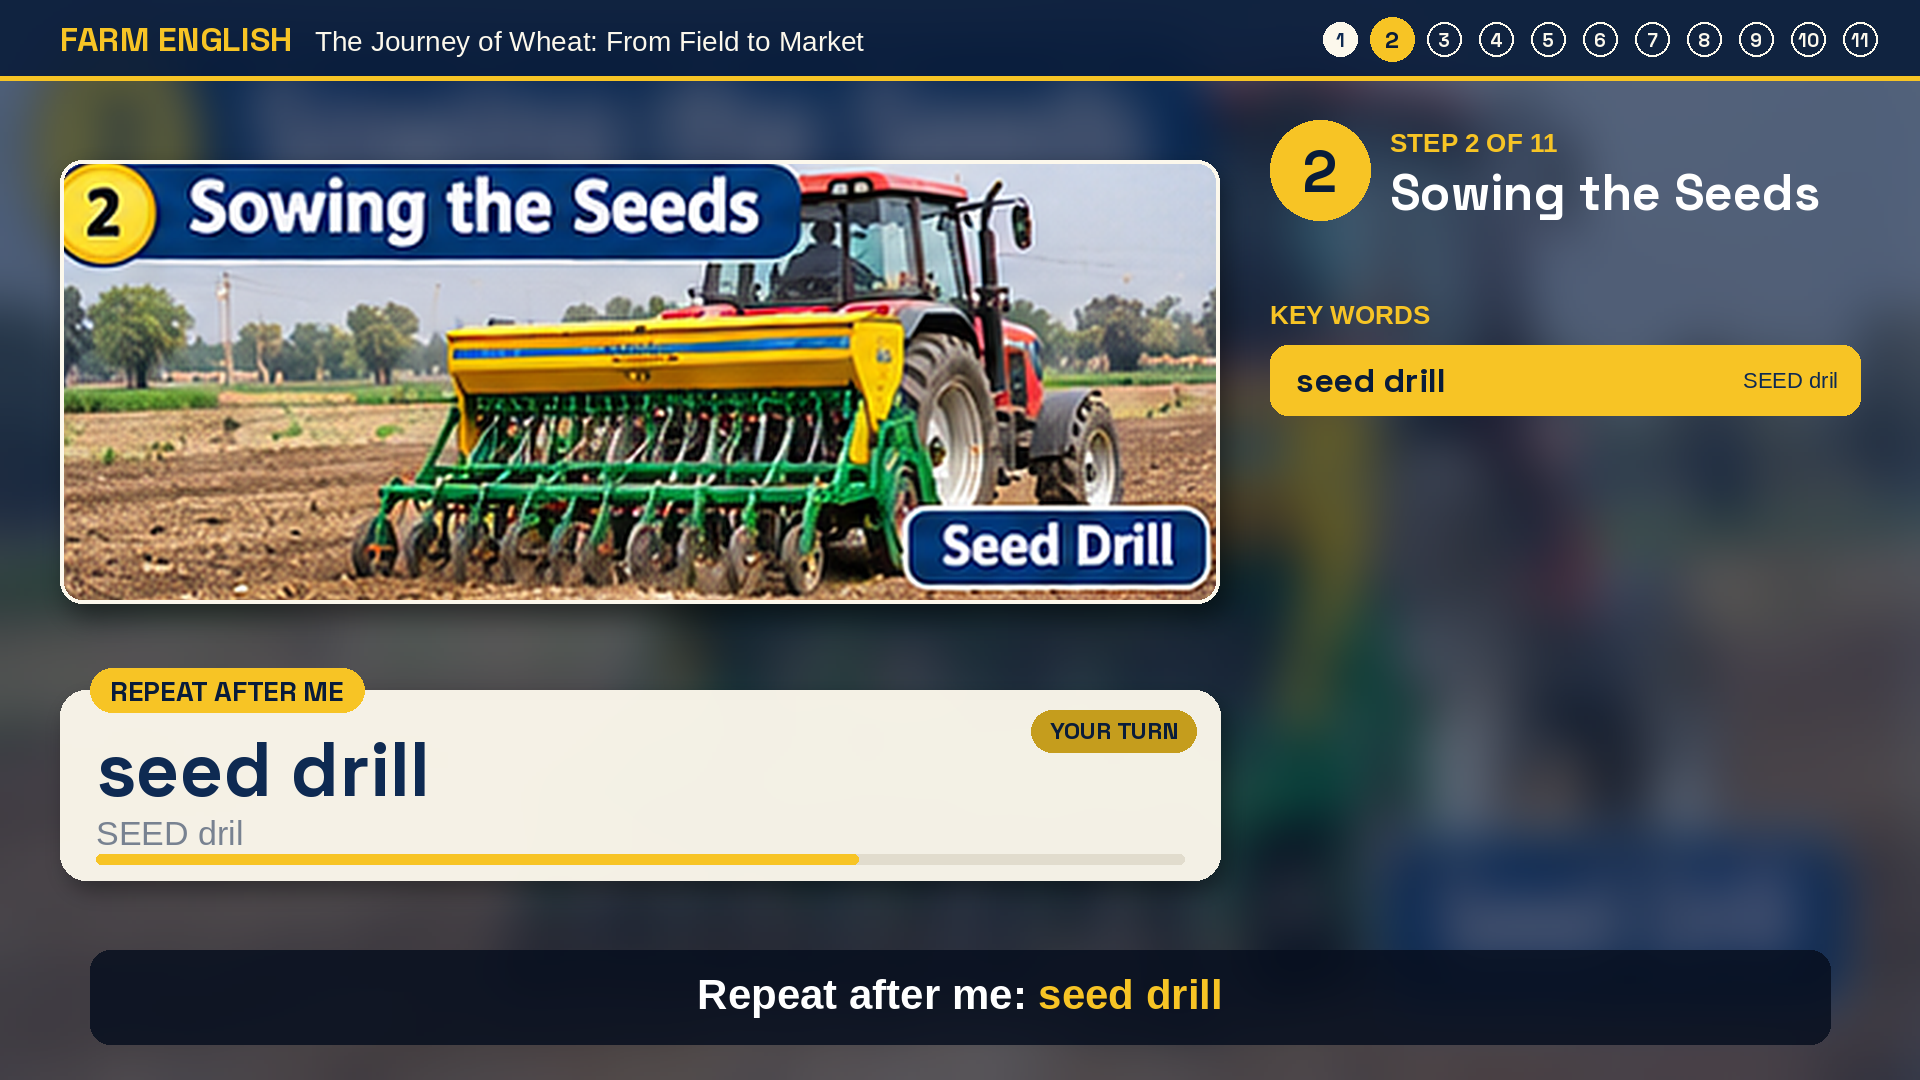 FARM ENGLISH The Journey of Wheat: From Field to Market
1 2 3 4 5 6 7 8 9 10 11
2 Sowing the Seeds
Seed Drill
2
STEP 2 OF 11
Sowing the Seeds
KEY WORDS
seed drill SEED dril
REPEAT AFTER ME
YOUR TURN
seed drill
SEED dril
Repeat after me: seed drill